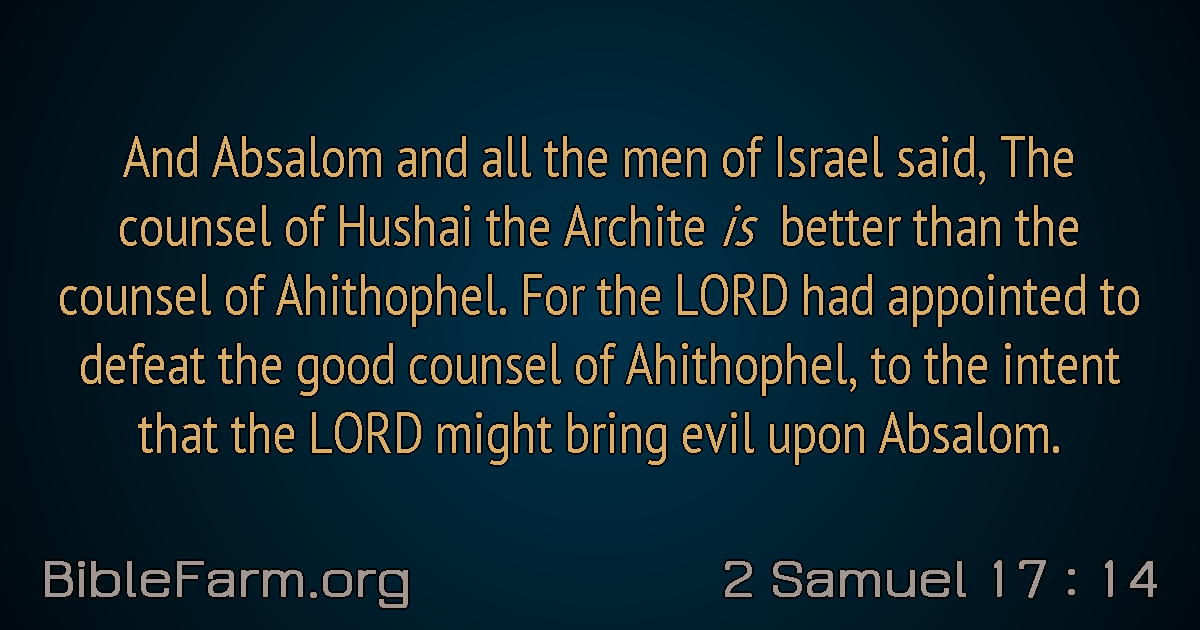 And Absalom and all the men of Israel said, The
counsel of Hushai the Archite is better than the
counsel of Ahithophel. For the LORD had appointed to
defeat the good counsel of Ahithophel, to the intent
that the LORD might bring evil upon Absalom.
BibleFarm.org
2 Samuel 17 : 14